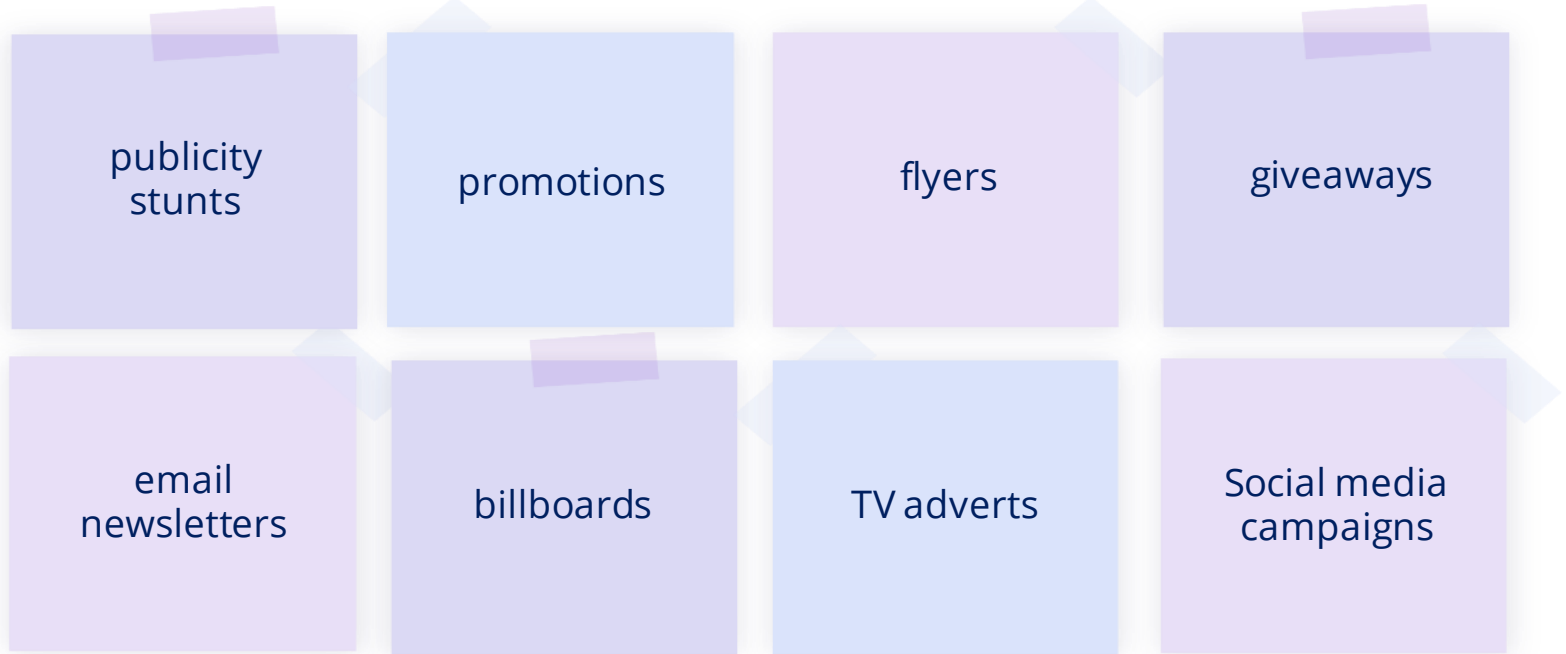 publicity
stunts
promotions
flyers
giveaways
email
newsletters
billboards
TV adverts
Social media
campaigns